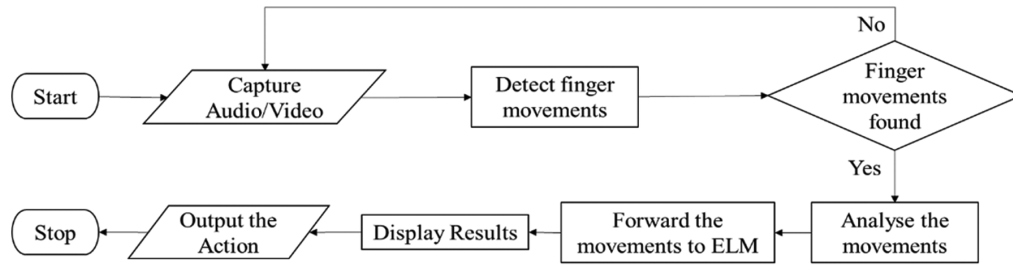 No
Start
Capture
Audio/Video
Detect finger
movements
Finger
movements
found
Yes
Stop
Output the
Action
Display Results
Forward the
movements to ELM
Analyse the
movements